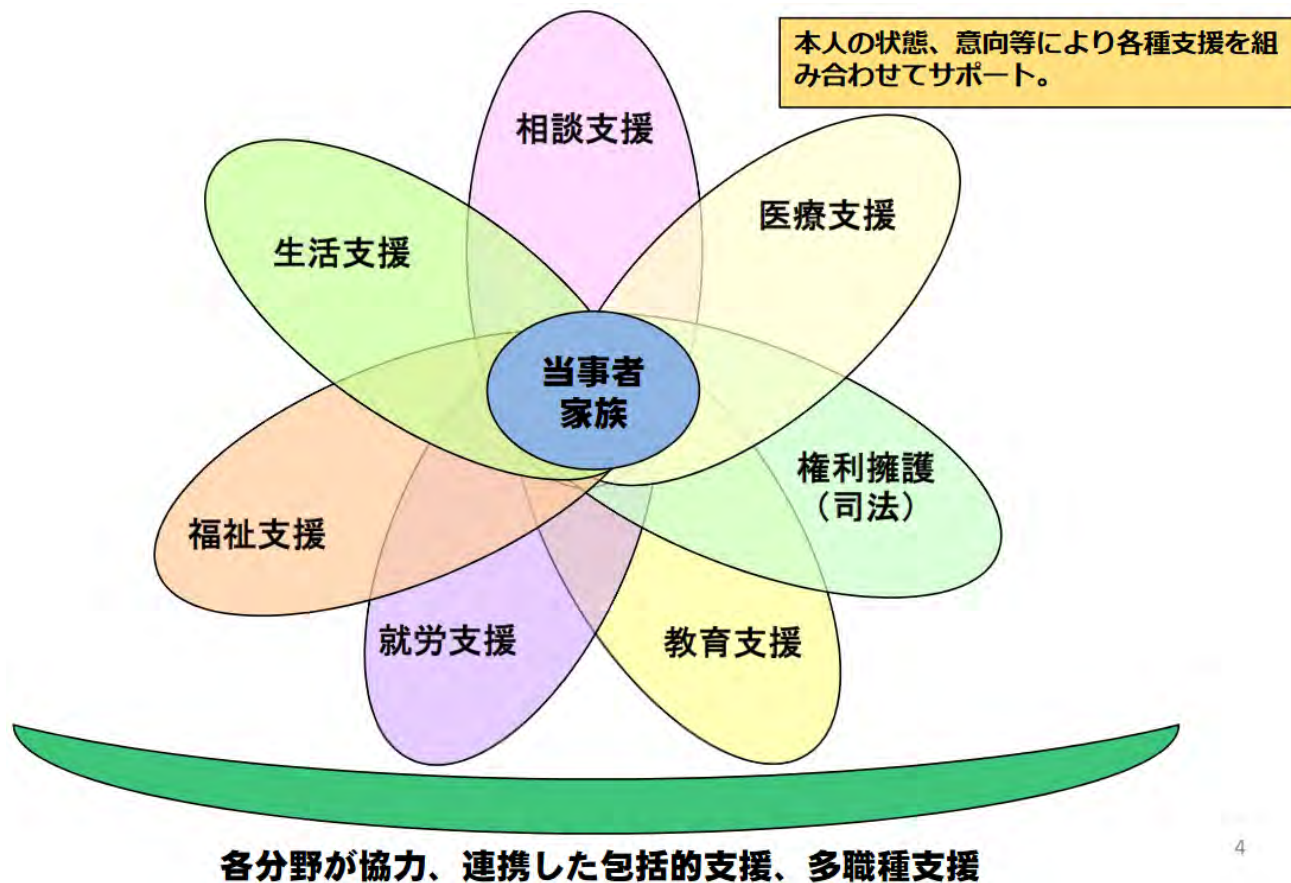 本人の状態、意向等により各種支援を組
み合わせてサポート。
相談支援
医療支援
生活支援
当事者
家族
権利擁護
（司法）
福祉支援
就労支援
教育支援
各分野が協力、連携した包括的支援、多職種支援
4